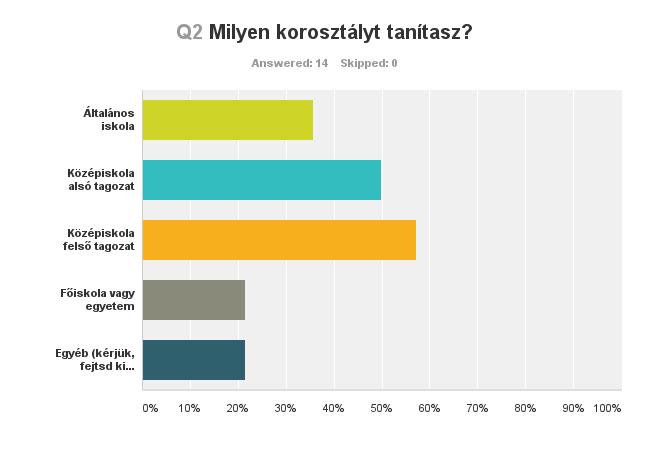 Q2 Milyen korosztályt tanítasz?
Answered: 14 Skipped: 0
Általános
iskola
Középiskola
alsó tagozat
Középiskola
felső tagozat
Főiskola vagy
egyetem
Egyéb (kérjük,
fejtsd ki...
0% 10% 20% 30% 40% 50% 60% 70% 80% 90% 100%